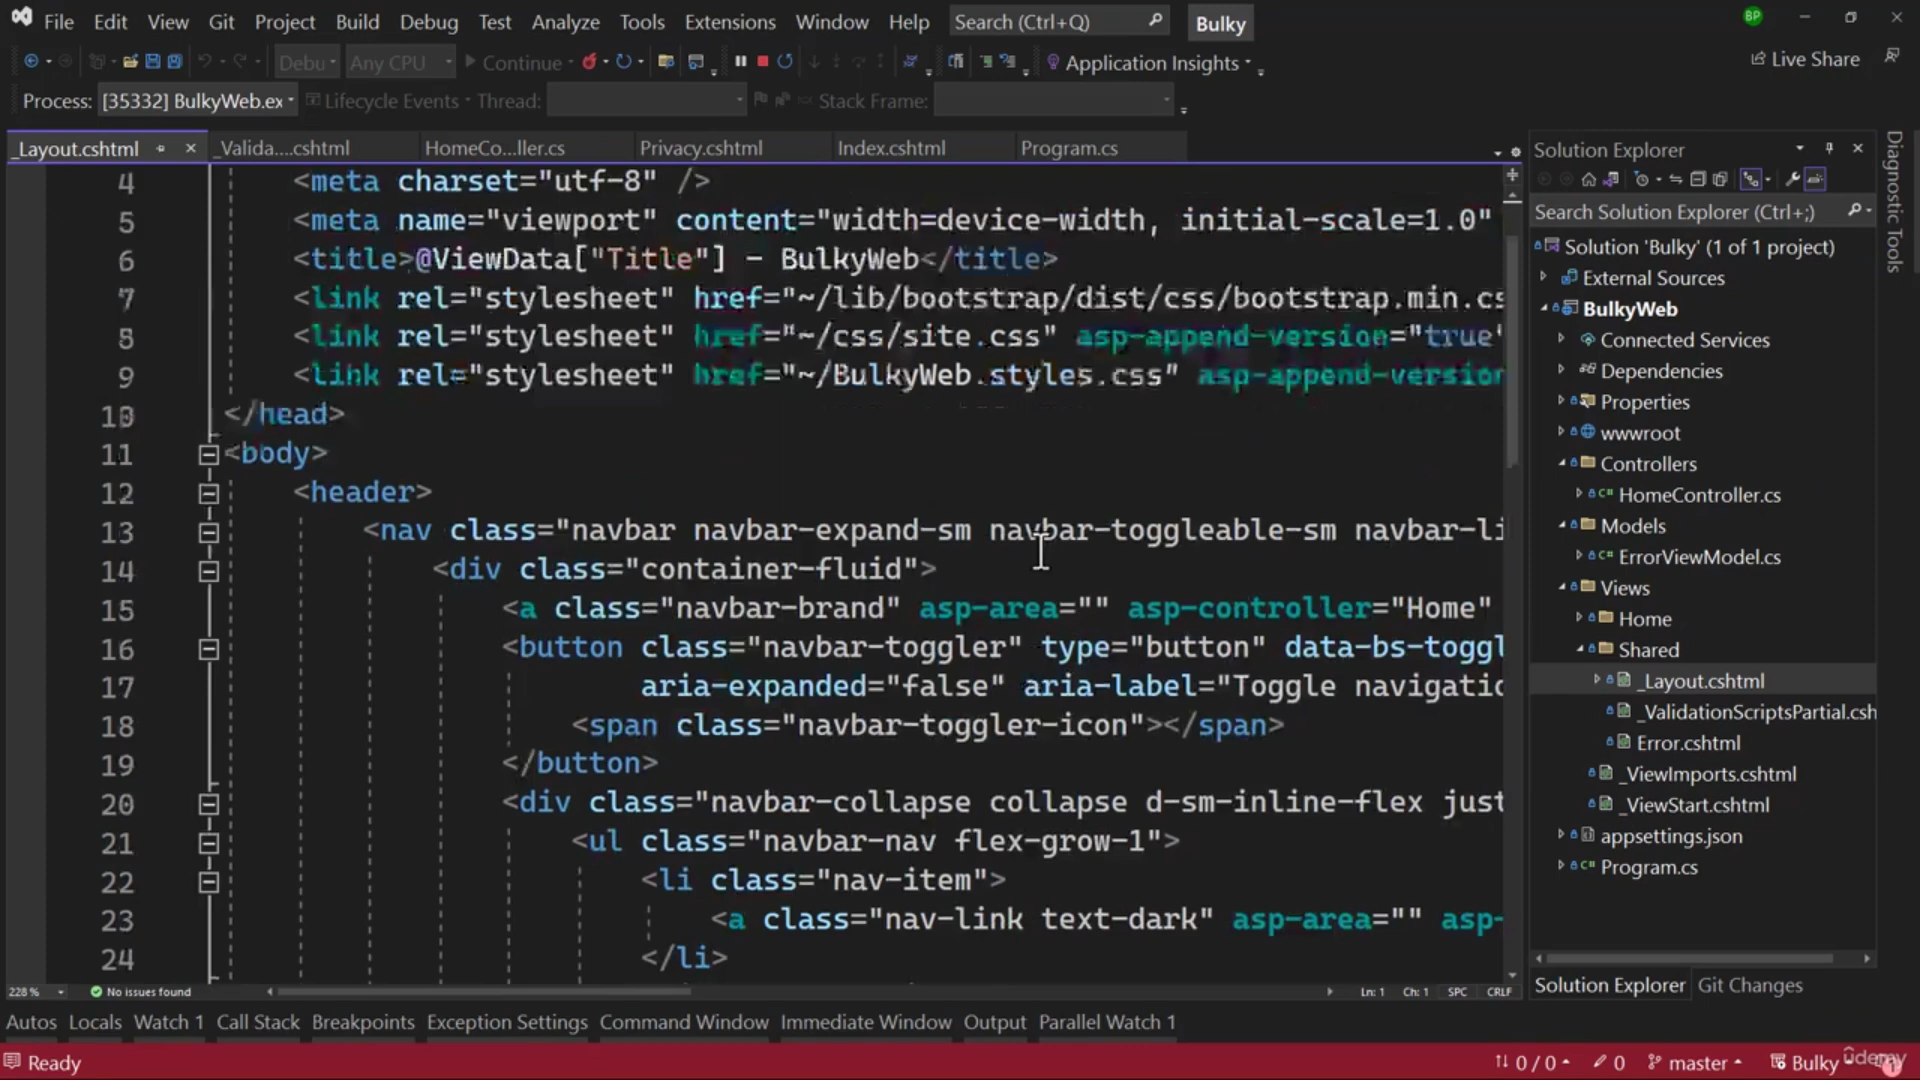 File Edit View Git Project Build Debug Test Analyze Tools Extensions Window Help Search (Ctrl+Q) Bulky BP
Debu Any CPU Continue Application Insights Live Share
Process: [35332] BulkyWeb.ex Lifecycle Events Thread: Stack Frame:
_Layout.cshtml _Valida....cshtml HomeCo...ller.cs Privacy.cshtml Index.cshtml Program.cs
4 <meta charset="utf-8" />
5 <meta name="viewport" content="width=device-width, initial-scale=1.0"
6 <title>@ViewData["Title"] - BulkyWeb</title>
7 <link rel="stylesheet" href="~/lib/bootstrap/dist/css/bootstrap.min.cs
8 <link rel="stylesheet" href="~/css/site.css" asp-append-version="true"
9 <link rel="stylesheet" href="~/BulkyWeb.styles.css" asp-append-version
10 </head>
11 <body>
12 <header>
13 <nav class="navbar navbar-expand-sm navbar-toggleable-sm navbar-li
14 <div class="container-fluid">
15 <a class="navbar-brand" asp-area="" asp-controller="Home"
16 <button class="navbar-toggler" type="button" data-bs-toggl
17 aria-expanded="false" aria-label="Toggle navigatio
18 <span class="navbar-toggler-icon"></span>
19 </button>
20 <div class="navbar-collapse collapse d-sm-inline-flex just
21 <ul class="navbar-nav flex-grow-1">
22 <li class="nav-item">
23 <a class="nav-link text-dark" asp-area="" asp-
24 </li>
228 % No issues found Ln: 1 Ch: 1 SPC CRLF
Solution Explorer
Search Solution Explorer (Ctrl+;)
Solution 'Bulky' (1 of 1 project)
External Sources
BulkyWeb
Connected Services
Dependencies
Properties
wwwroot
Controllers
C# HomeController.cs
Models
C# ErrorViewModel.cs
Views
Home
Shared
_Layout.cshtml
_ValidationScriptsPartial.csh
Error.cshtml
_ViewImports.cshtml
_ViewStart.cshtml
appsettings.json
C# Program.cs
Solution Explorer Git Changes
Diagnostic Tools
Autos Locals Watch 1 Call Stack Breakpoints Exception Settings Command Window Immediate Window Output Parallel Watch 1
Ready 0 / 0 0 master Bulky 1
udemy